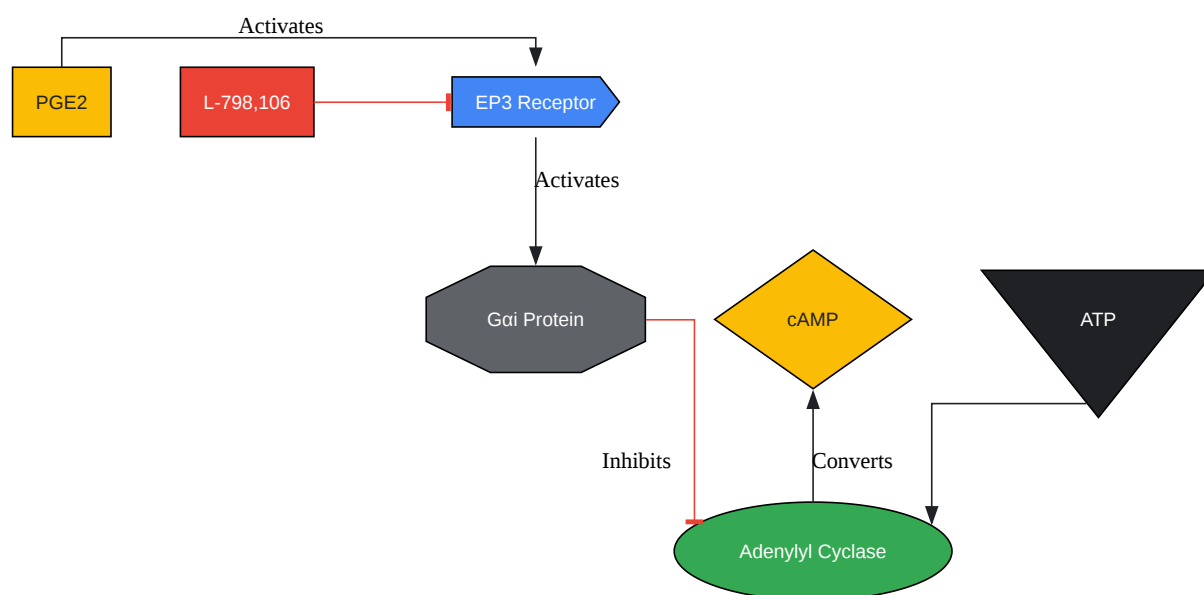 Activates
PGE2
L-798,106
EP3 Receptor
Activates
Gαi Protein
cAMP
ATP
Inhibits
Converts
Adenylyl Cyclase